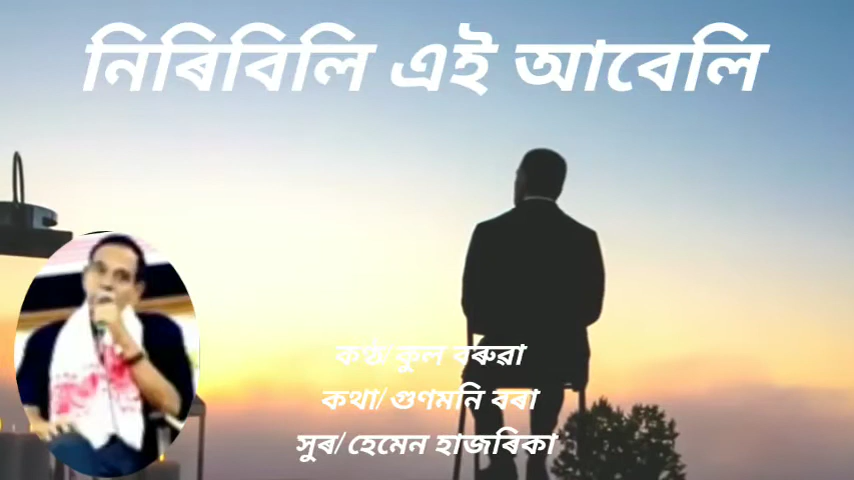 নিৰিবিলি এই আবেলি
কণ্ঠ/কুল বৰুৱা
কথা/গুণমনি বৰা
সুৰ/হেমেন হাজৰিকা